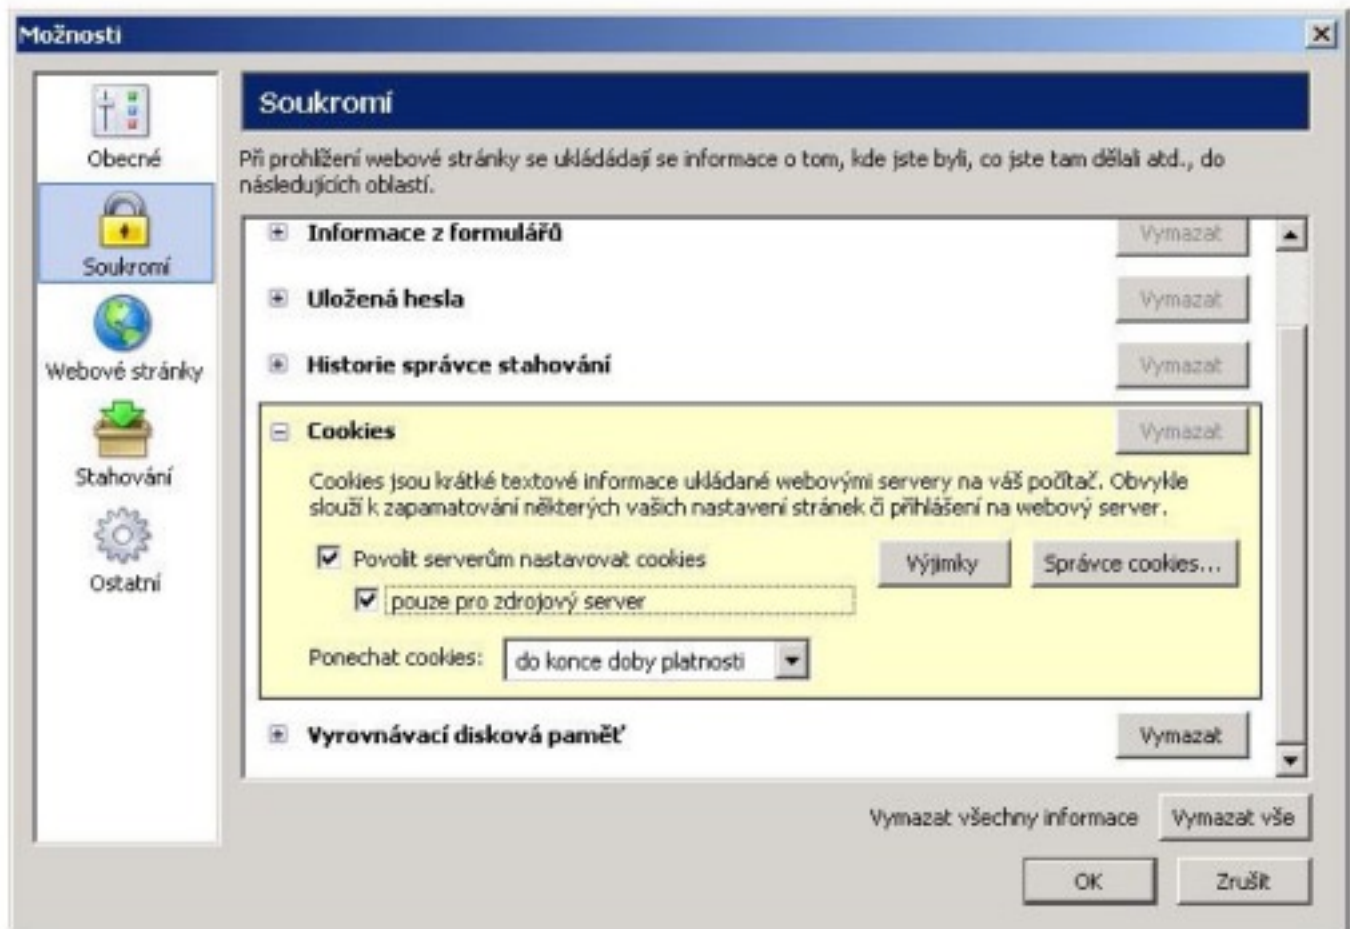 Možnosti
Obecné
Soukromí
Webové stránky
Stahování
Ostatní
Soukromí
Při prohlížení webové stránky se ukládádají se informace o tom, kde jste byli, co jste tam dělali atd., do
následujících oblastí.
Informace z formulářů Vymazat
Uložená hesla Vymazat
Historie správce stahování Vymazat
Cookies Vymazat
Cookies jsou krátké textové informace ukládané webovými servery na váš počítač. Obvykle
slouží k zapamatování některých vašich nastavení stránek či přihlášení na webový server.
Povolit serverům nastavovat cookies Výjimky Správce cookies...
pouze pro zdrojový server
Ponechat cookies: do konce doby platnosti
Vyrovnávací disková paměť Vymazat
Vymazat všechny informace Vymazat vše
OK Zrušit